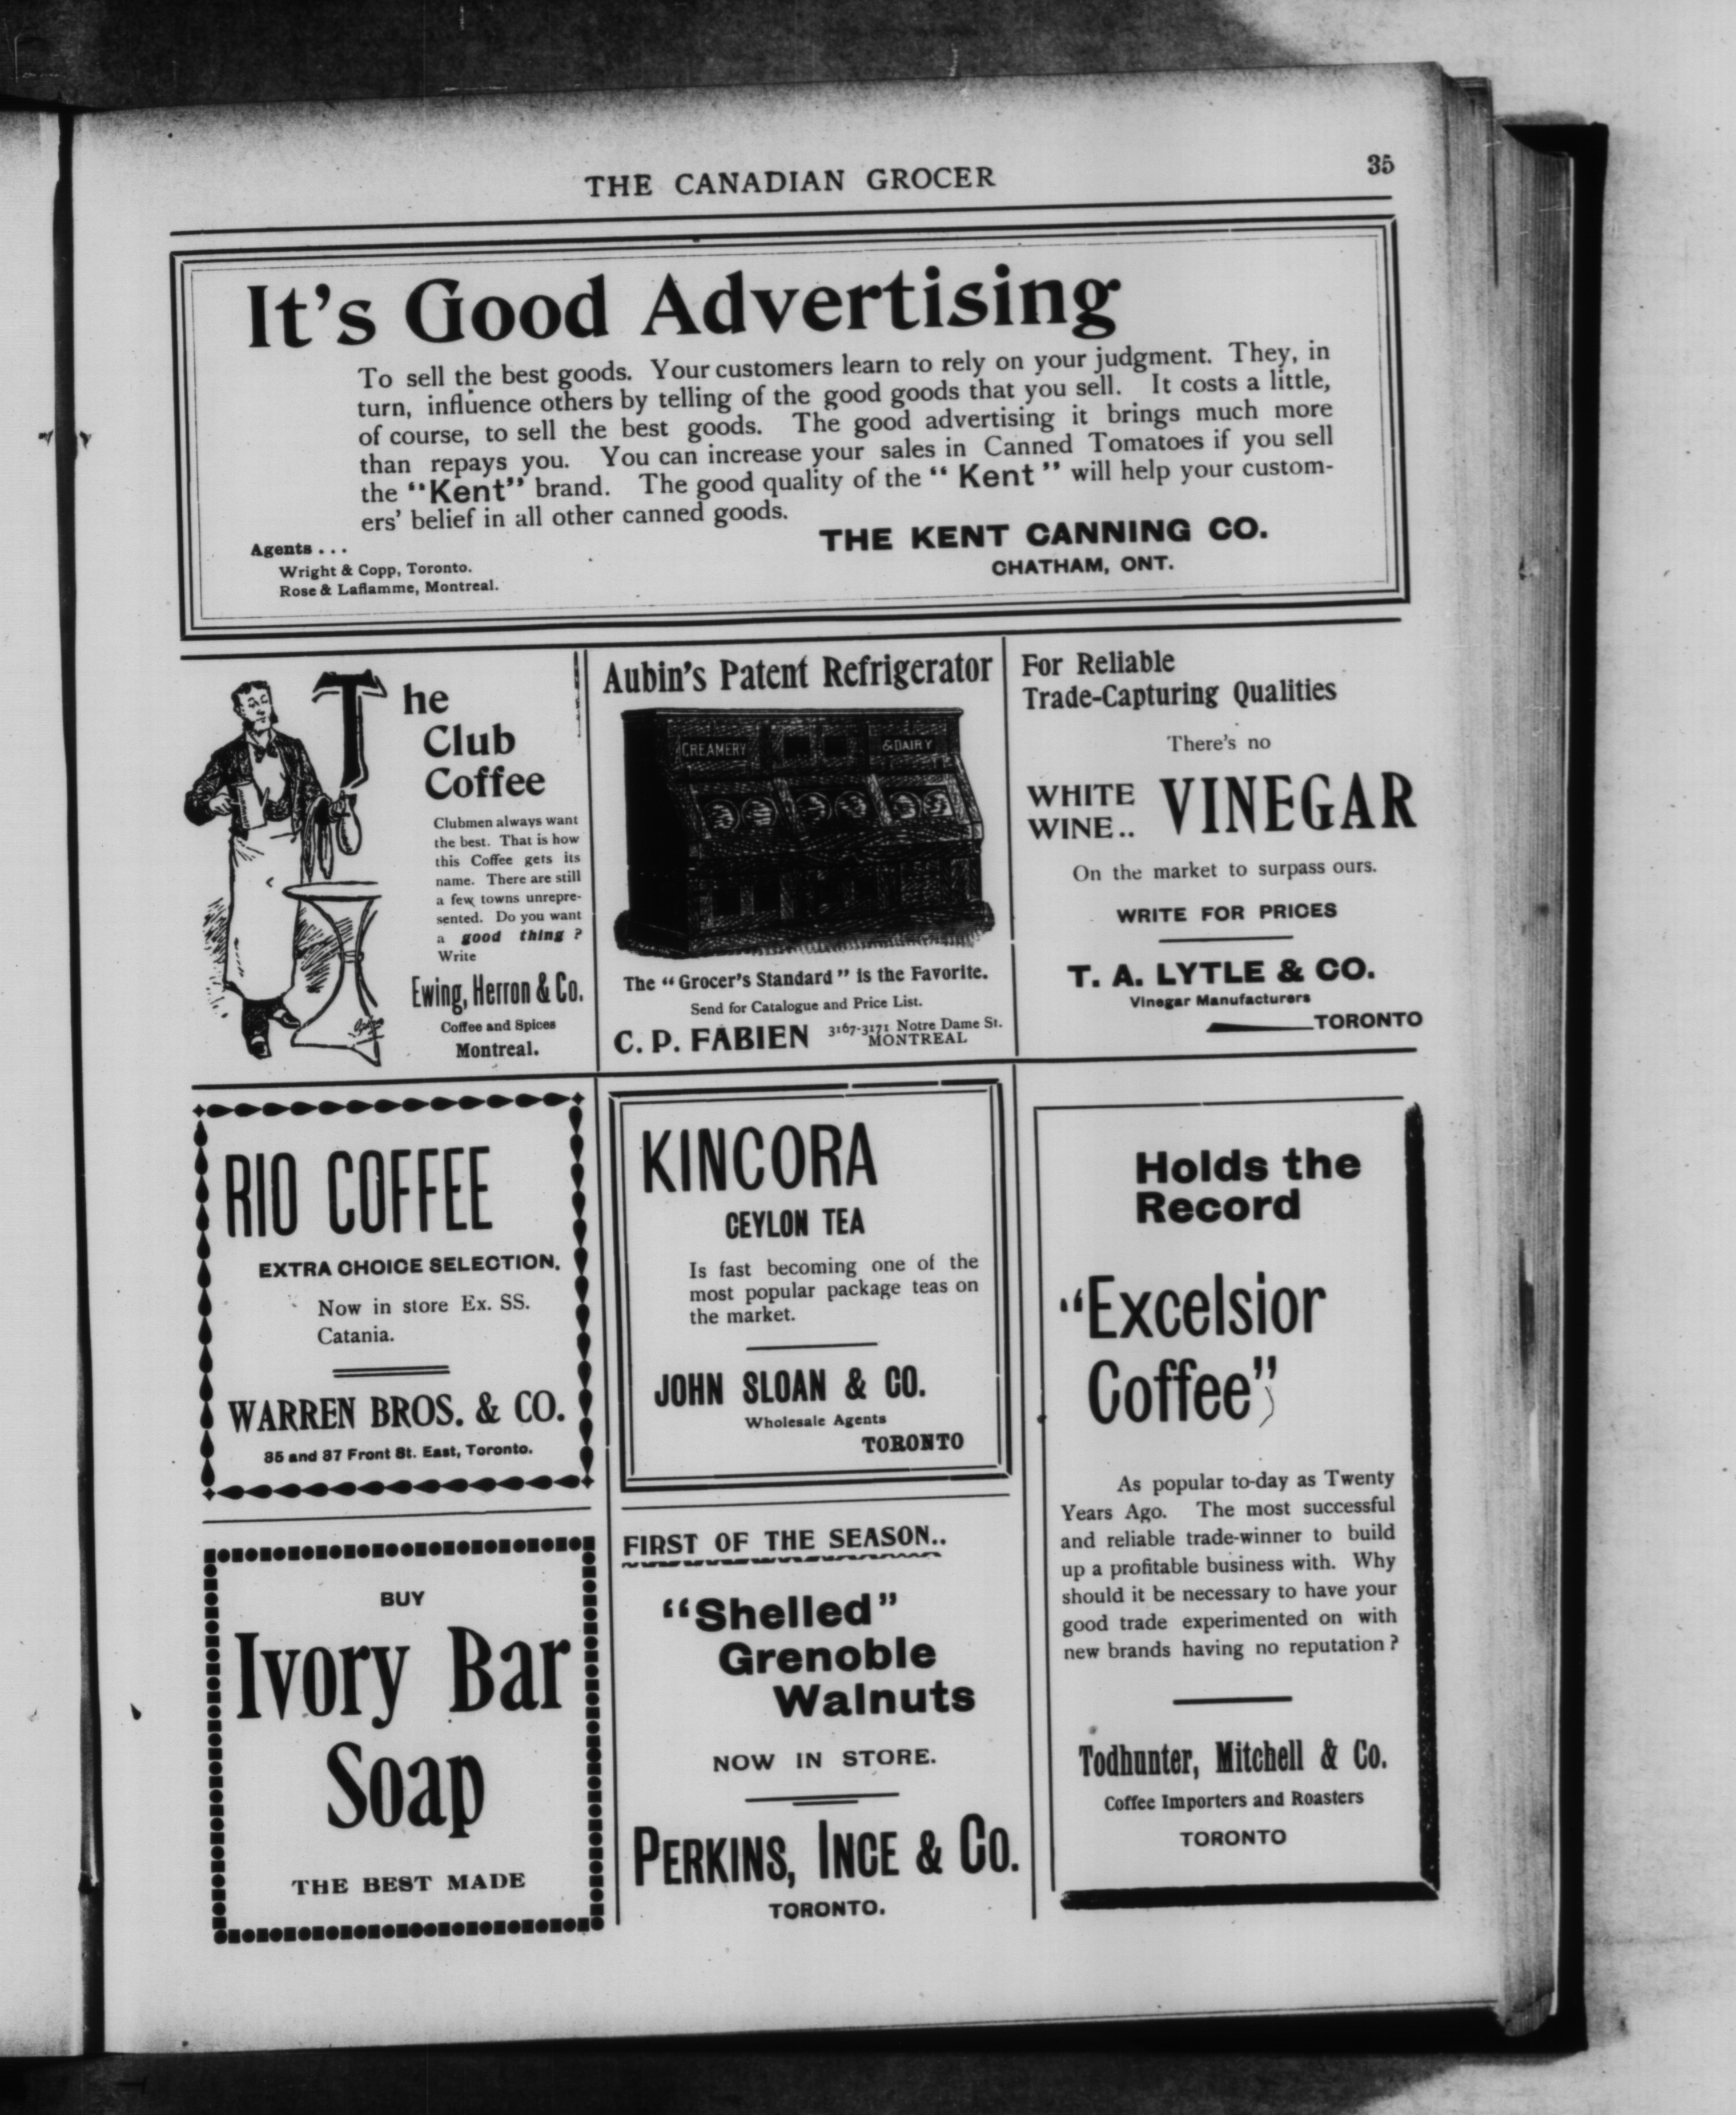 THE CANADIAN GROCER
35
It's Good Advertising
To sell the best goods. Your customers learn to rely on your judgment. They, in
turn, influence others by telling of the good goods that you sell. It costs a little,
of course, to sell the best goods. The good advertising it brings much more
than repays you. You can increase your sales in Canned Tomatoes if you sell
the "Kent" brand. The good quality of the "Kent" will help your custom-
ers' belief in all other canned goods.
THE KENT CANNING CO.
CHATHAM, ONT.
Agents...
Wright & Copp, Toronto.
Rose & Laflamme, Montreal.
The
Club
Coffee
Clubmen always want
the best. That is how
this Coffee gets its
name. There are still
a few towns unrepre-
sented. Do you want
a good thing?
Write
Ewing, Herron & Co.
Coffee and Spices
Montreal.
Aubin's Patent Refrigerator
CREAMERY
& DAIRY
The "Grocer's Standard" is the Favorite.
Send for Catalogue and Price List.
C. P. FABIEN
3167-3171 Notre Dame St.
MONTREAL
For Reliable
Trade-Capturing Qualities
There's no
WHITE
WINE..
VINEGAR
On the market to surpass ours.
WRITE FOR PRICES
T. A. LYTLE & CO.
Vinegar Manufacturers
TORONTO
RIO COFFEE
EXTRA CHOICE SELECTION.
Now in store Ex. SS.
Catania.
WARREN BROS. & CO.
35 and 37 Front St. East, Toronto.
KINCORA
CEYLON TEA
Is fast becoming one of the
most popular package teas on
the market.
JOHN SLOAN & CO.
Wholesale Agents
TORONTO
Holds the
Record
"Excelsior
Coffee"
As popular to-day as Twenty
Years Ago. The most successful
and reliable trade-winner to build
up a profitable business with. Why
should it be necessary to have your
good trade experimented on with
new brands having no reputation?
Todhunter, Mitchell & Co.
Coffee Importers and Roasters
TORONTO
BUY
Ivory Bar
Soap
THE BEST MADE
FIRST OF THE SEASON..
"Shelled"
Grenoble
Walnuts
NOW IN STORE.
PERKINS, INCE & CO.
TORONTO.